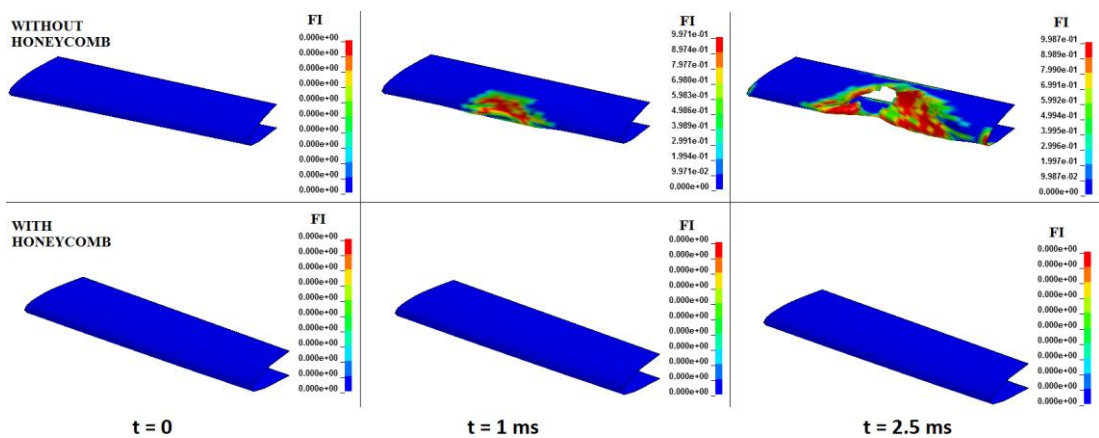 WITHOUT
HONEYCOMB
FI
0.000e+00
0.000e+00
0.000e+00
0.000e+00
0.000e+00
0.000e+00
0.000e+00
0.000e+00
0.000e+00
0.000e+00
0.000e+00
FI
9.971e-01
8.974e-01
7.977e-01
6.980e-01
5.983e-01
4.986e-01
3.989e-01
2.991e-01
1.994e-01
9.971e-02
0.000e+00
FI
9.987e-01
8.989e-01
7.990e-01
6.991e-01
5.992e-01
4.994e-01
3.995e-01
2.996e-01
1.997e-01
9.987e-02
0.000e+00
WITH
HONEYCOMB
FI
0.000e+00
0.000e+00
0.000e+00
0.000e+00
0.000e+00
0.000e+00
0.000e+00
0.000e+00
0.000e+00
0.000e+00
0.000e+00
FI
0.000e+00
0.000e+00
0.000e+00
0.000e+00
0.000e+00
0.000e+00
0.000e+00
0.000e+00
0.000e+00
0.000e+00
0.000e+00
FI
0.000e+00
0.000e+00
0.000e+00
0.000e+00
0.000e+00
0.000e+00
0.000e+00
0.000e+00
0.000e+00
0.000e+00
0.000e+00
t = 0
t = 1 ms
t = 2.5 ms